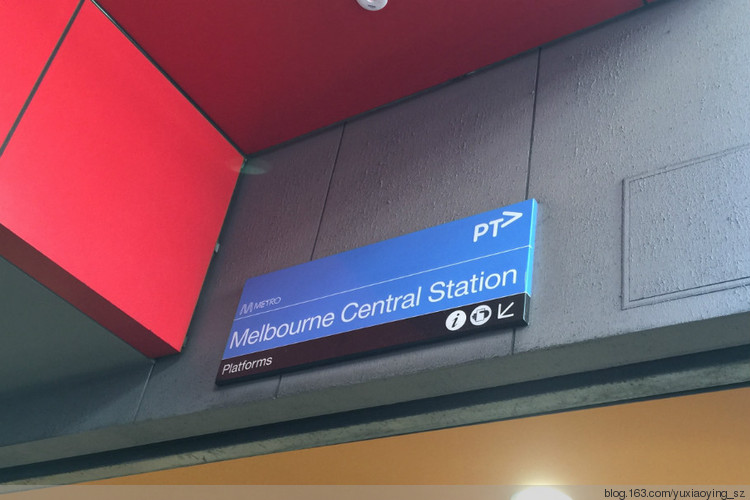 PT>
METRO
Melbourne Central Station
Platforms
blog.163.com/yuxiaoying_sz